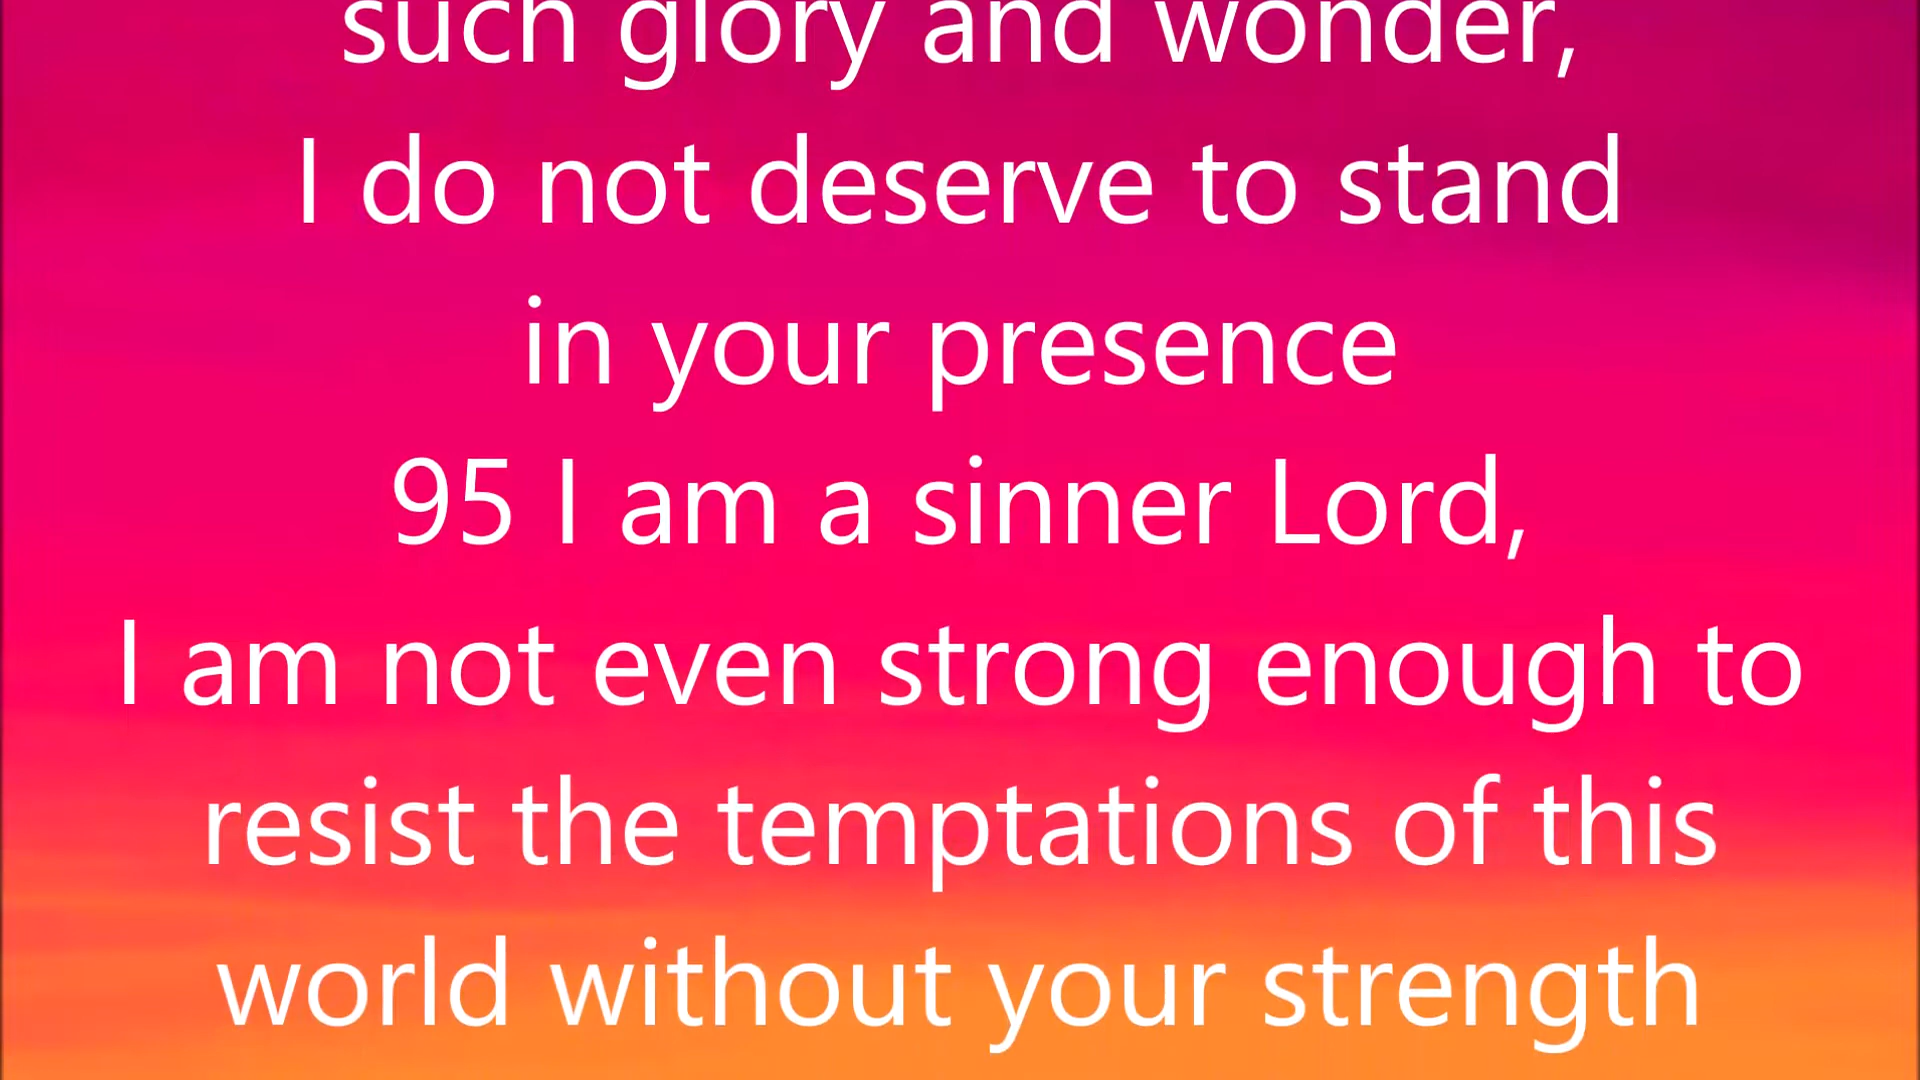 such glory and wonder,
I do not deserve to stand
in your presence
95 I am a sinner Lord,
I am not even strong enough to
resist the temptations of this
world without your strength